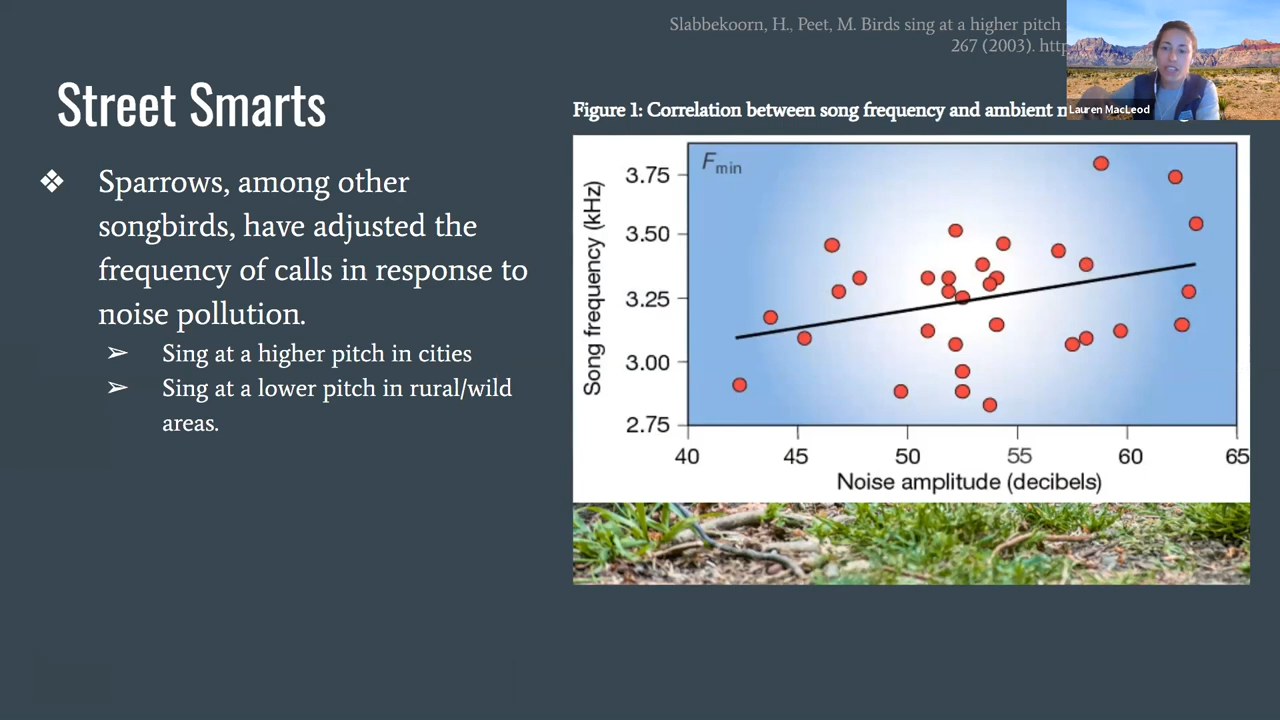 Slabbekoorn, H., Peet, M. Birds sing at a higher pitch
267 (2003).
Lauren MacLeod
Street Smarts
Figure 1: Correlation between song frequency and ambient
❖ Sparrows, among other
songbirds, have adjusted the
frequency of calls in response to
noise pollution.
➢ Sing at a higher pitch in cities
➢ Sing at a lower pitch in rural/wild
areas.
Fmin
Song frequency (kHz)
3.75
3.50
3.25
3.00
2.75
40 45 50 55 60 65
Noise amplitude (decibels)